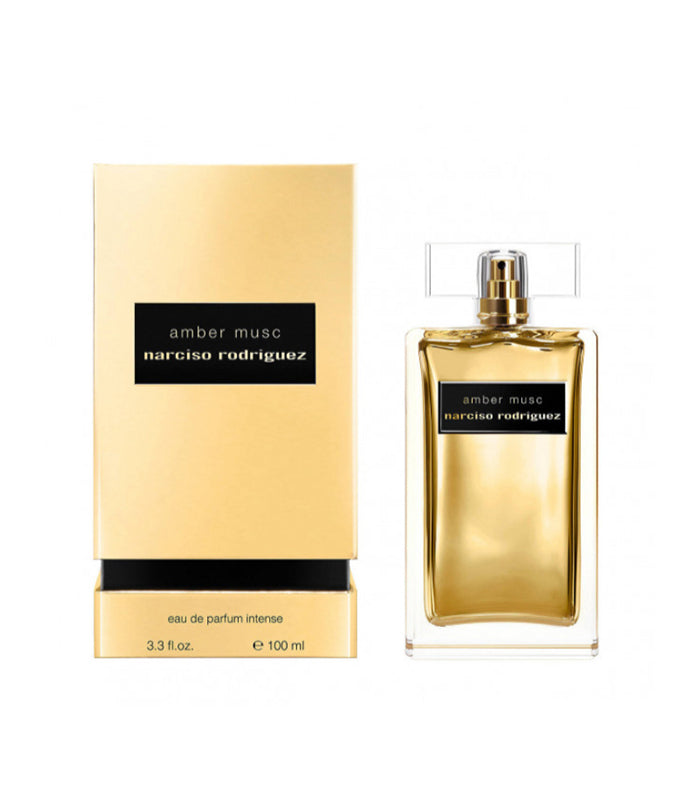 amber musc
narciso rodriguez
eau de parfum intense
3.3 fl.oz. ℮ 100 ml
amber musc
narciso rodriguez